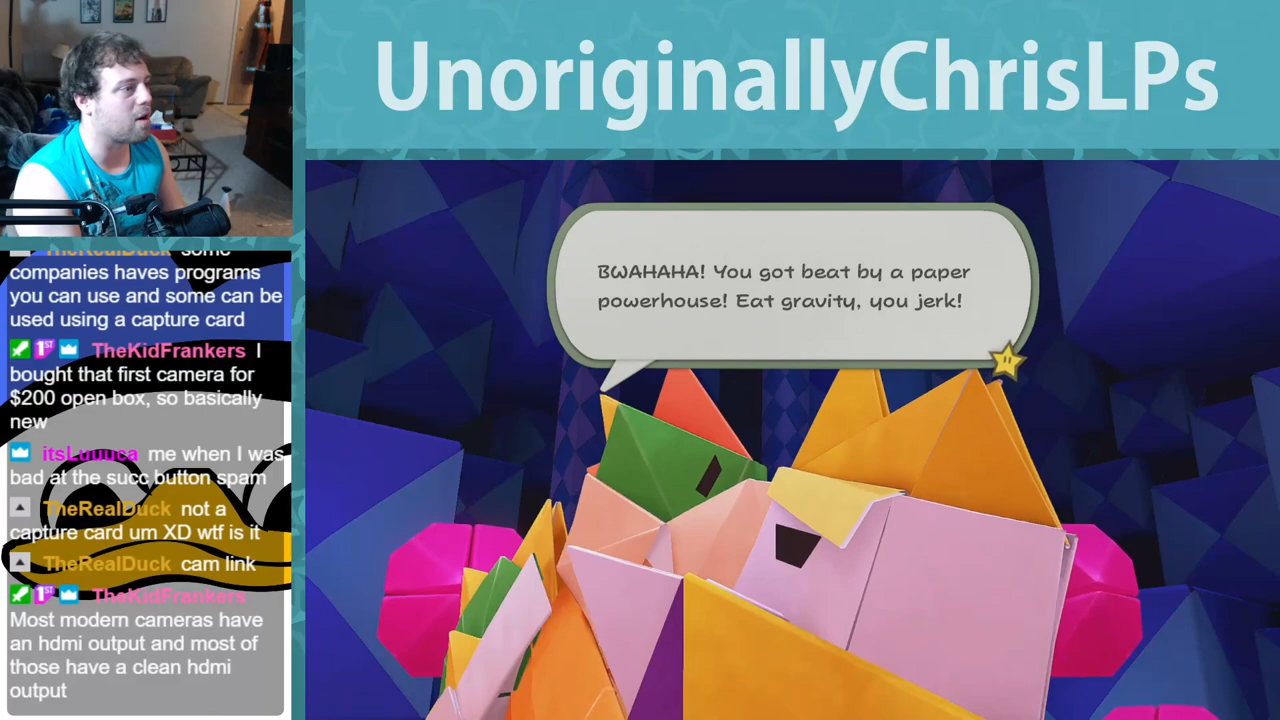 UnoriginallyChrisLPs
BWAHAHA! You got beat by a paper
powerhouse! Eat gravity, you jerk!
TheRealDuck some
companies haves programs
you can use and some can be
used using a capture card
1ST TheKidFrankers I
bought that first camera for
$200 open box, so basically
new
itsLuuuca me when I was
bad at the succ button spam
TheRealDuck not a
capture card um XD wtf is it
TheRealDuck cam link
1ST TheKidFrankers
Most modern cameras have
an hdmi output and most of
those have a clean hdmi
output